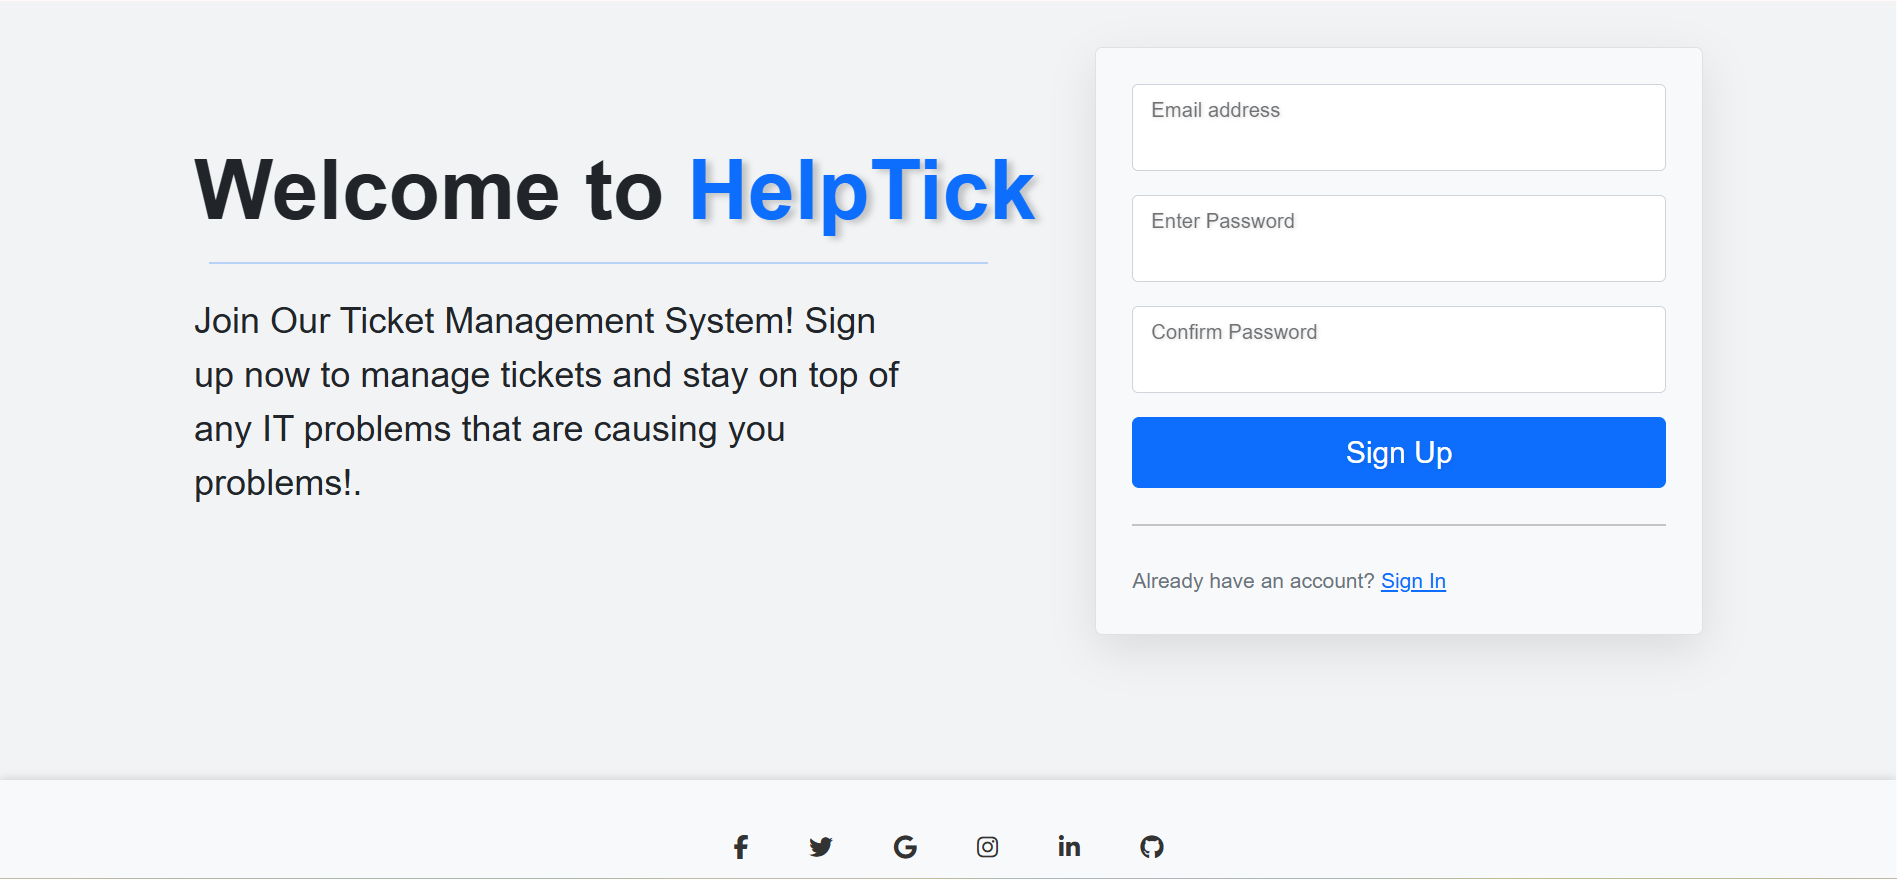 Welcome to HelpTick
Join Our Ticket Management System! Sign
up now to manage tickets and stay on top of
any IT problems that are causing you
problems!.
Email address
Enter Password
Confirm Password
Sign Up
Already have an account? Sign In